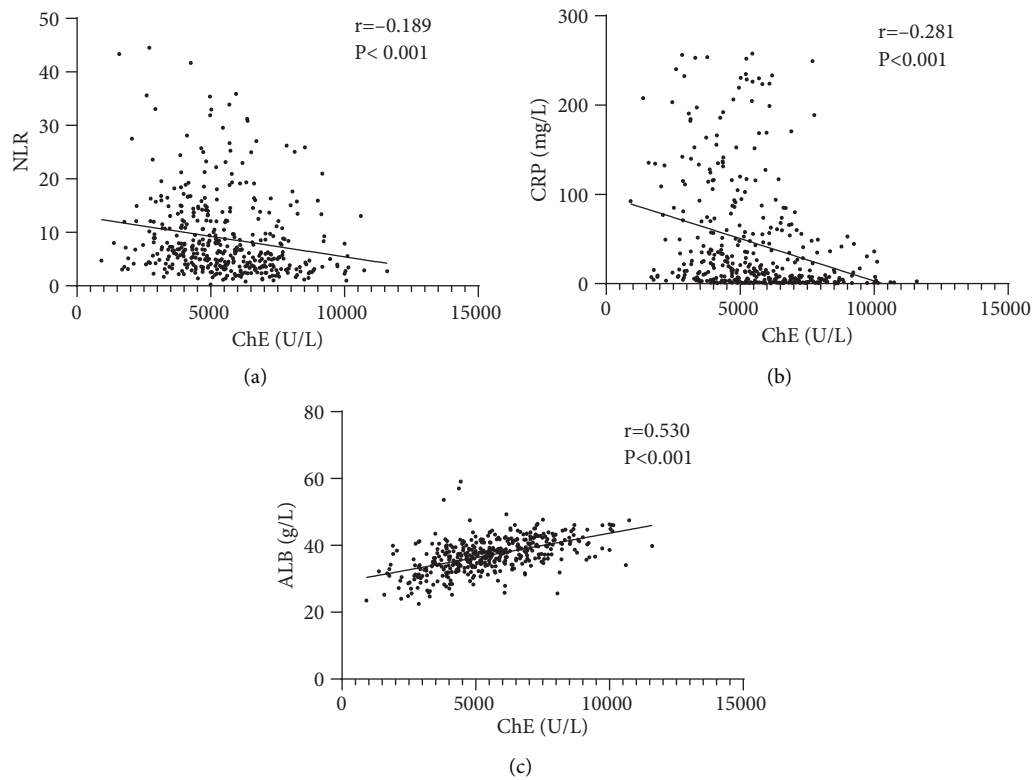 50
40
30
20
10
0
NLR
0
5000
10000
15000
ChE (U/L)
r=–0.189
P< 0.001
(a)
300
200
100
0
CRP (mg/L)
0
5000
10000
15000
ChE (U/L)
r=–0.281
P<0.001
(b)
80
60
40
20
0
ALB (g/L)
0
5000
10000
15000
ChE (U/L)
r=0.530
P<0.001
(c)